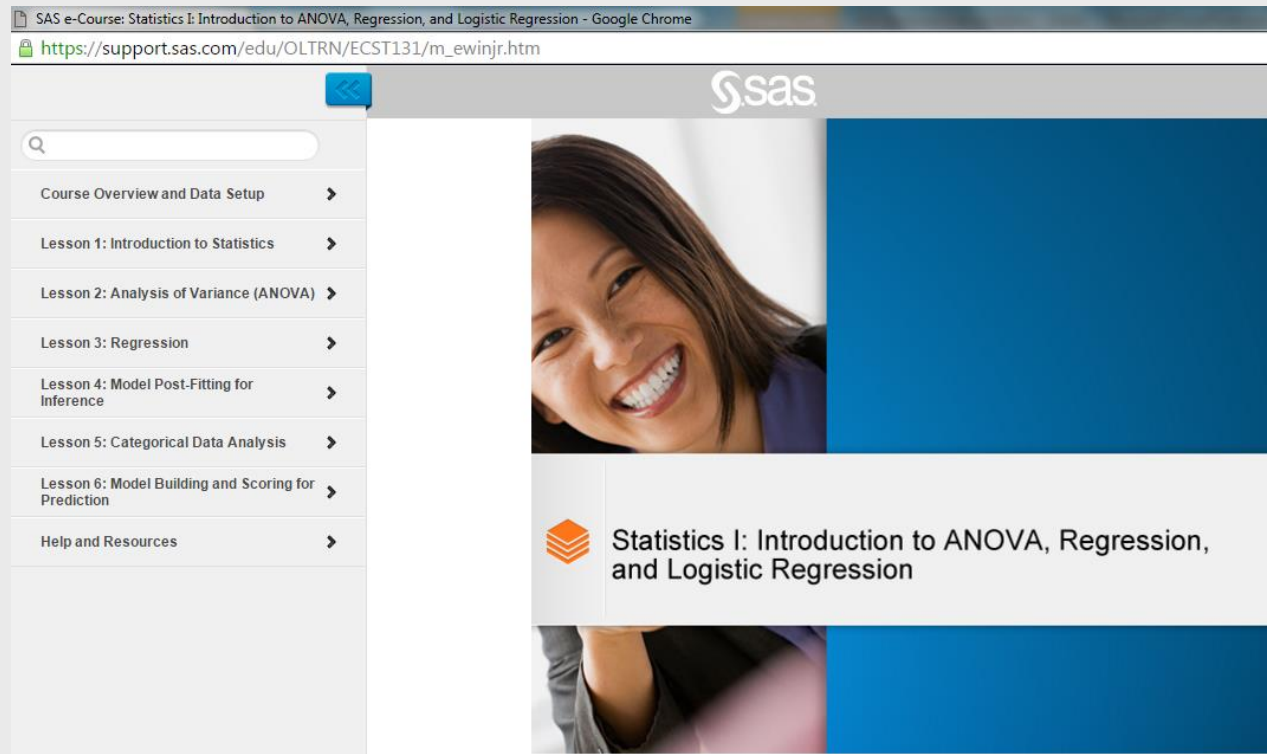 SAS e-Course: Statistics I: Introduction to ANOVA, Regression, and Logistic Regression - Google Chrome
https://support.sas.com/edu/OLTRN/ECST131/m_ewinjr.htm
sas
Course Overview and Data Setup
Lesson 1: Introduction to Statistics
Lesson 2: Analysis of Variance (ANOVA)
Lesson 3: Regression
Lesson 4: Model Post-Fitting for
Inference
Lesson 5: Categorical Data Analysis
Lesson 6: Model Building and Scoring for
Prediction
Help and Resources
Statistics I: Introduction to ANOVA, Regression,
and Logistic Regression